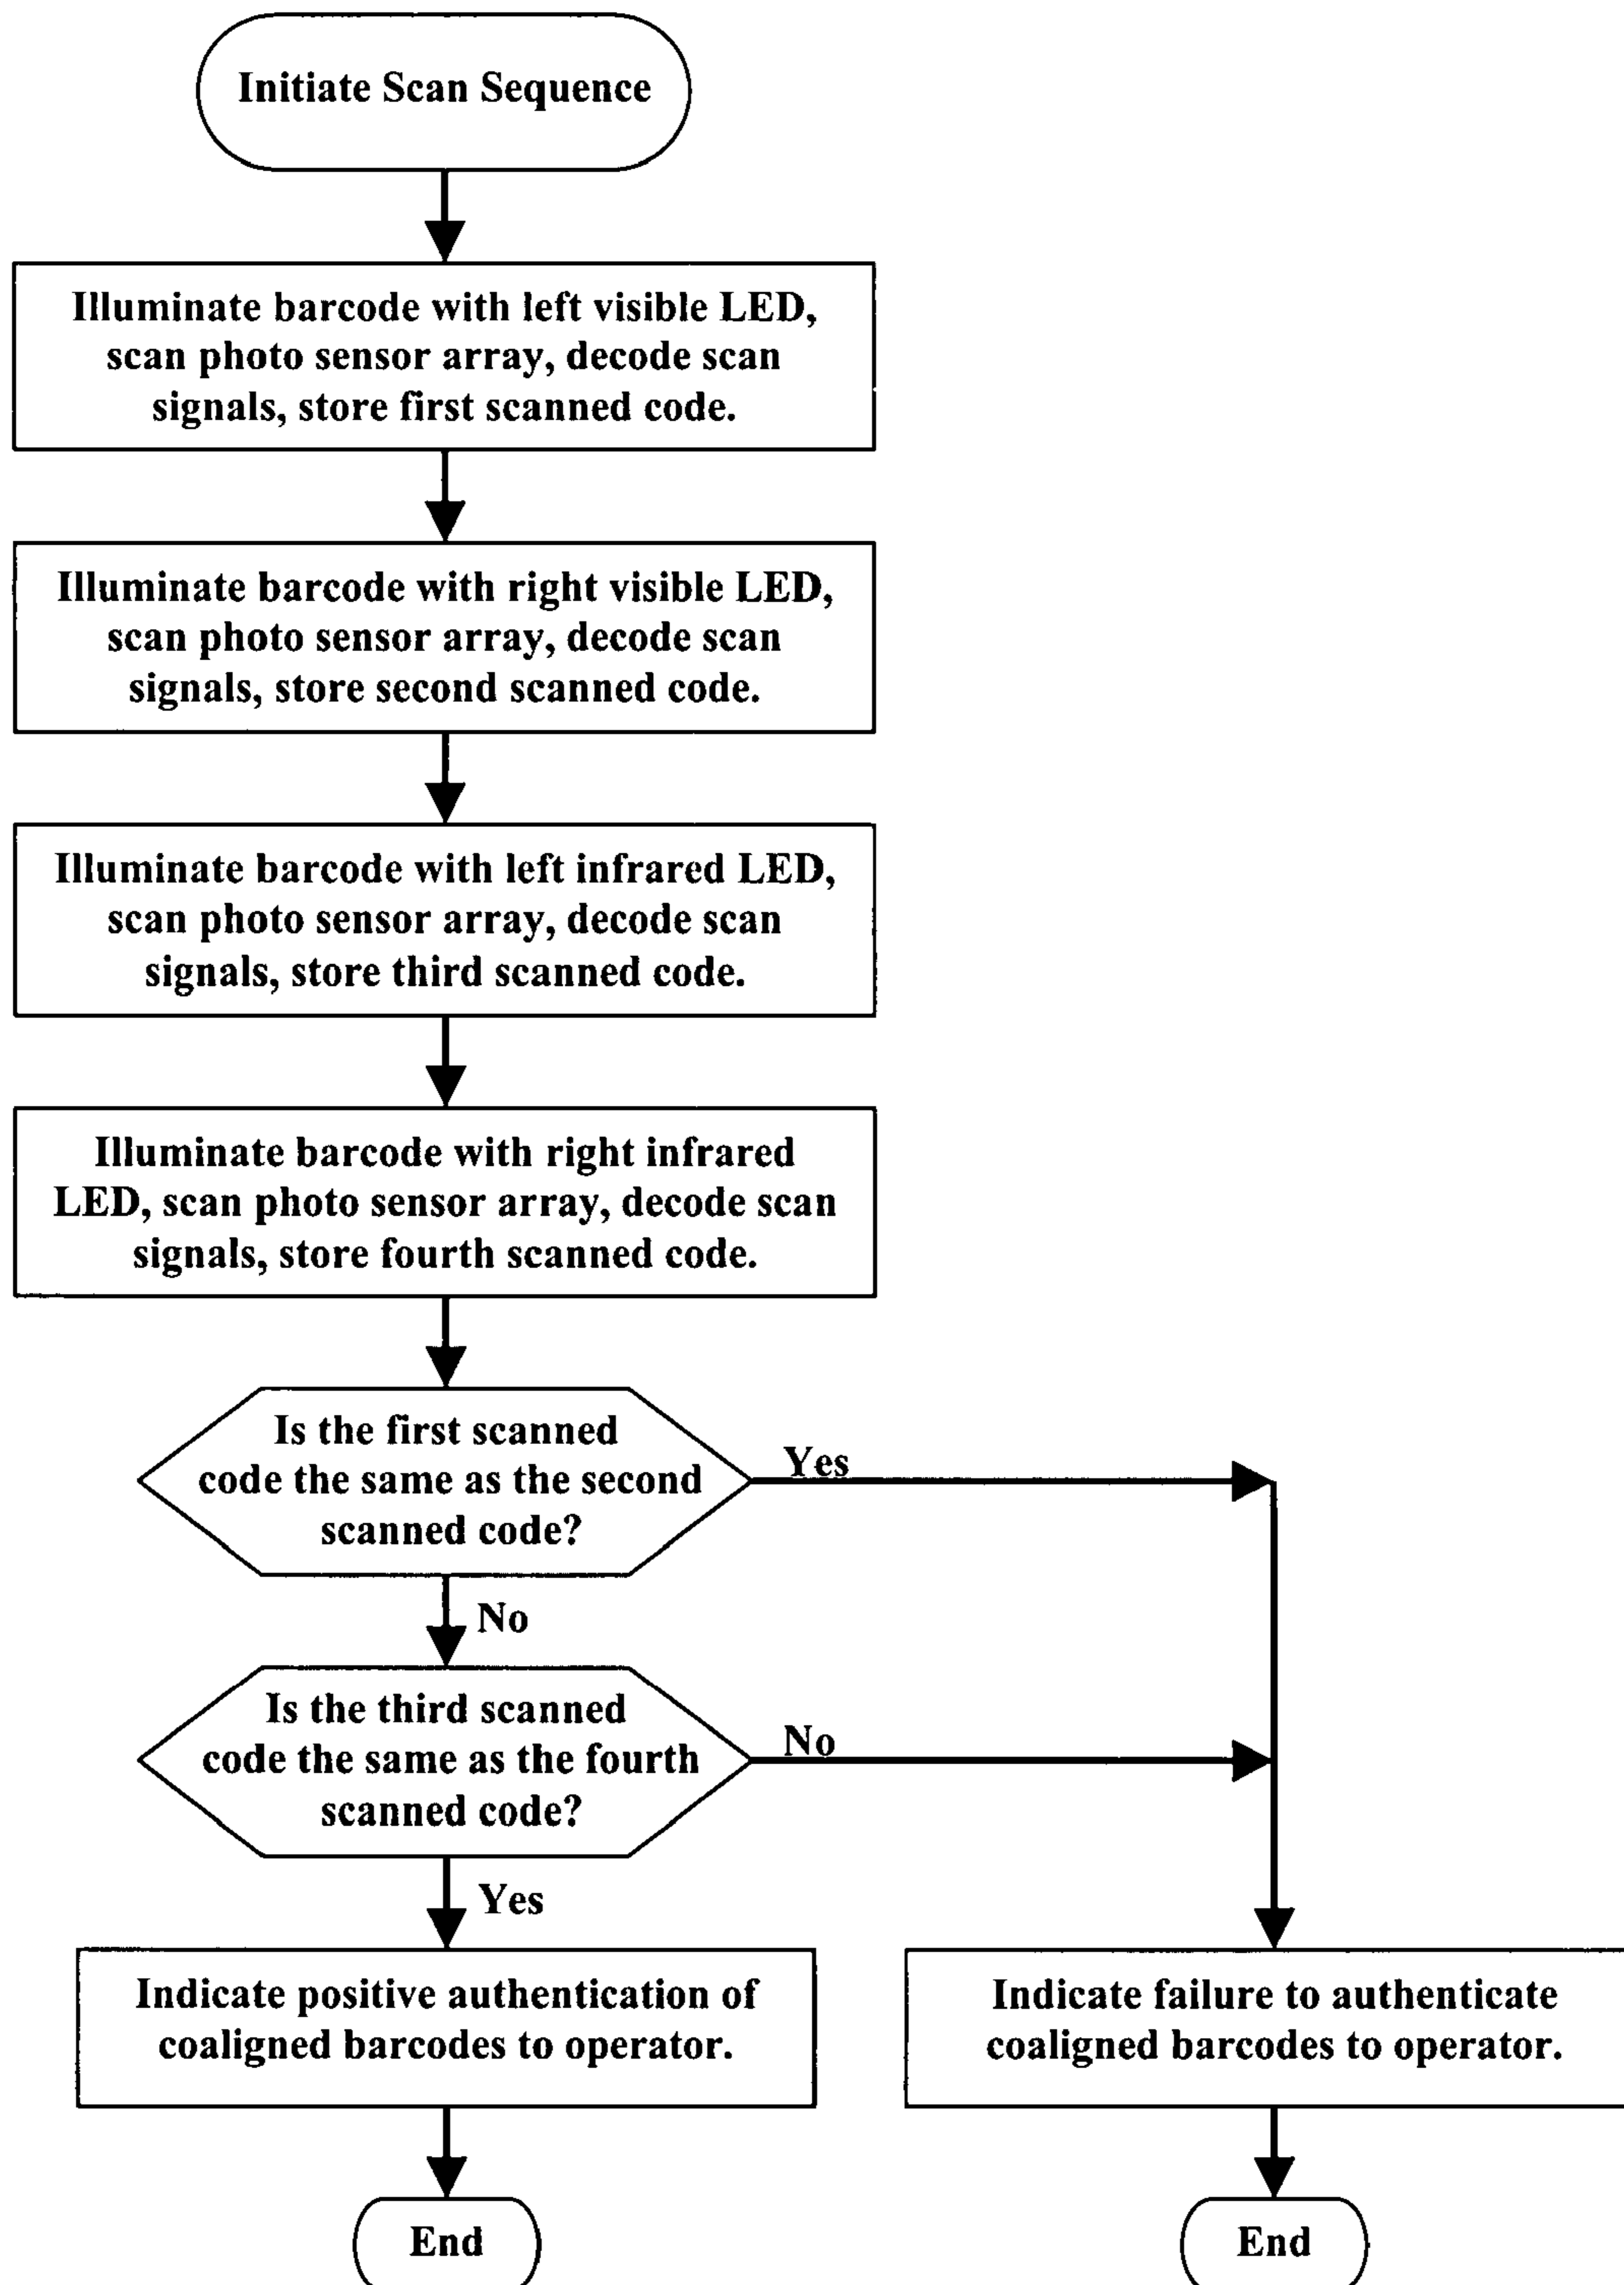 Initiate Scan Sequence
Illuminate barcode with left visible LED,
scan photo sensor array, decode scan
signals, store first scanned code.
Illuminate barcode with right visible LED,
scan photo sensor array, decode scan
signals, store second scanned code.
Illuminate barcode with left infrared LED,
scan photo sensor array, decode scan
signals, store third scanned code.
Illuminate barcode with right infrared
LED, scan photo sensor array, decode scan
signals, store fourth scanned code.
Is the first scanned
code the same as the second
scanned code?
Yes
No
Is the third scanned
code the same as the fourth
scanned code?
No
Yes
Indicate positive authentication of
coaligned barcodes to operator.
Indicate failure to authenticate
coaligned barcodes to operator.
End
End